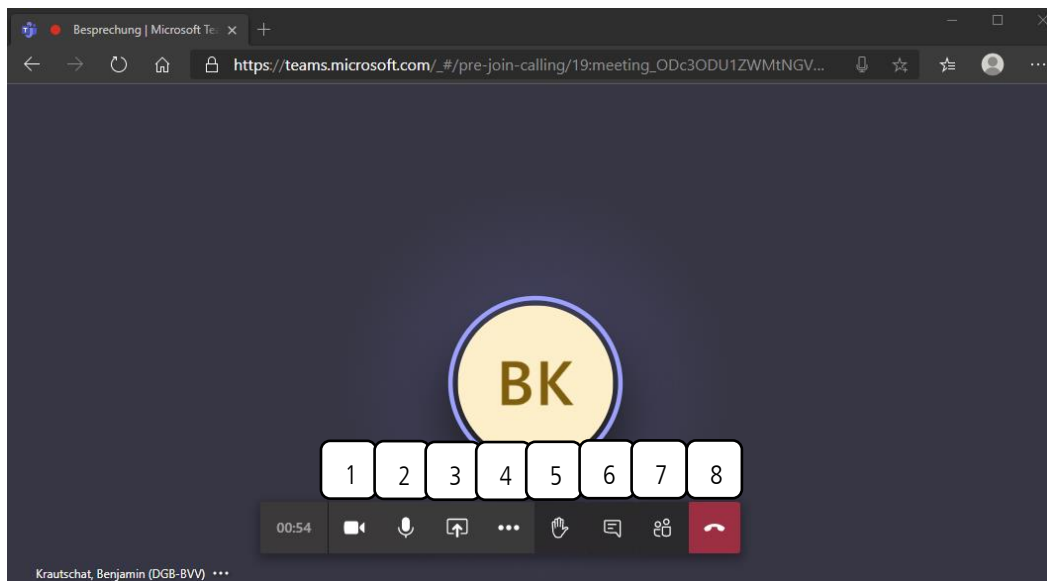 Besprechung | Microsoft Te
https://teams.microsoft.com/_#/pre-join-calling/19:meeting_ODc3ODU1ZWMtNGV...
BK
1 2 3 4 5 6 7 8
00:54
Krautschat, Benjamin (DGB-BVV)